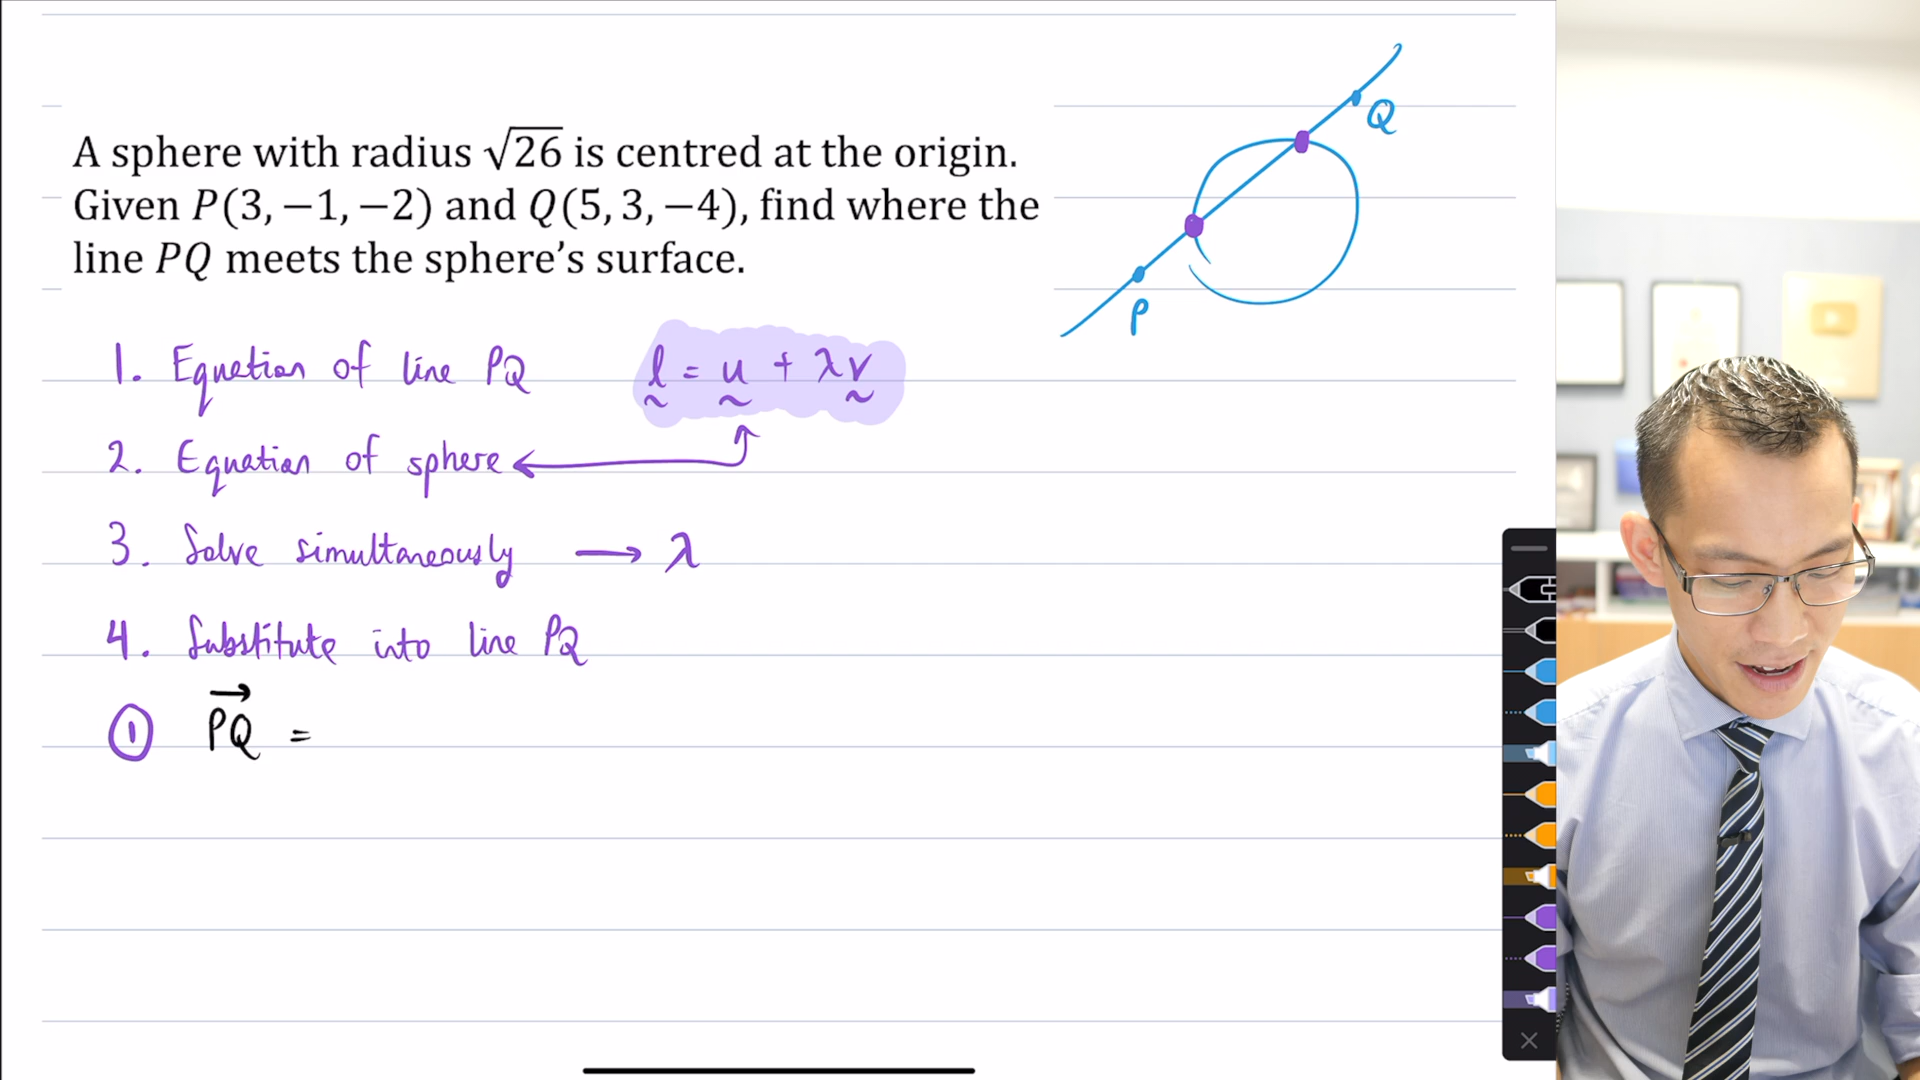 A sphere with radius √26 is centred at the origin.
Given P(3, −1, −2) and Q(5, 3, −4), find where the
line PQ meets the sphere’s surface.
Q
P
1. Equation of line PQ l = u + λv
~ ~ ~
2. Equation of sphere
3. Solve simultaneously → λ
4. Substitute into line PQ
① P⃗Q⃗ =